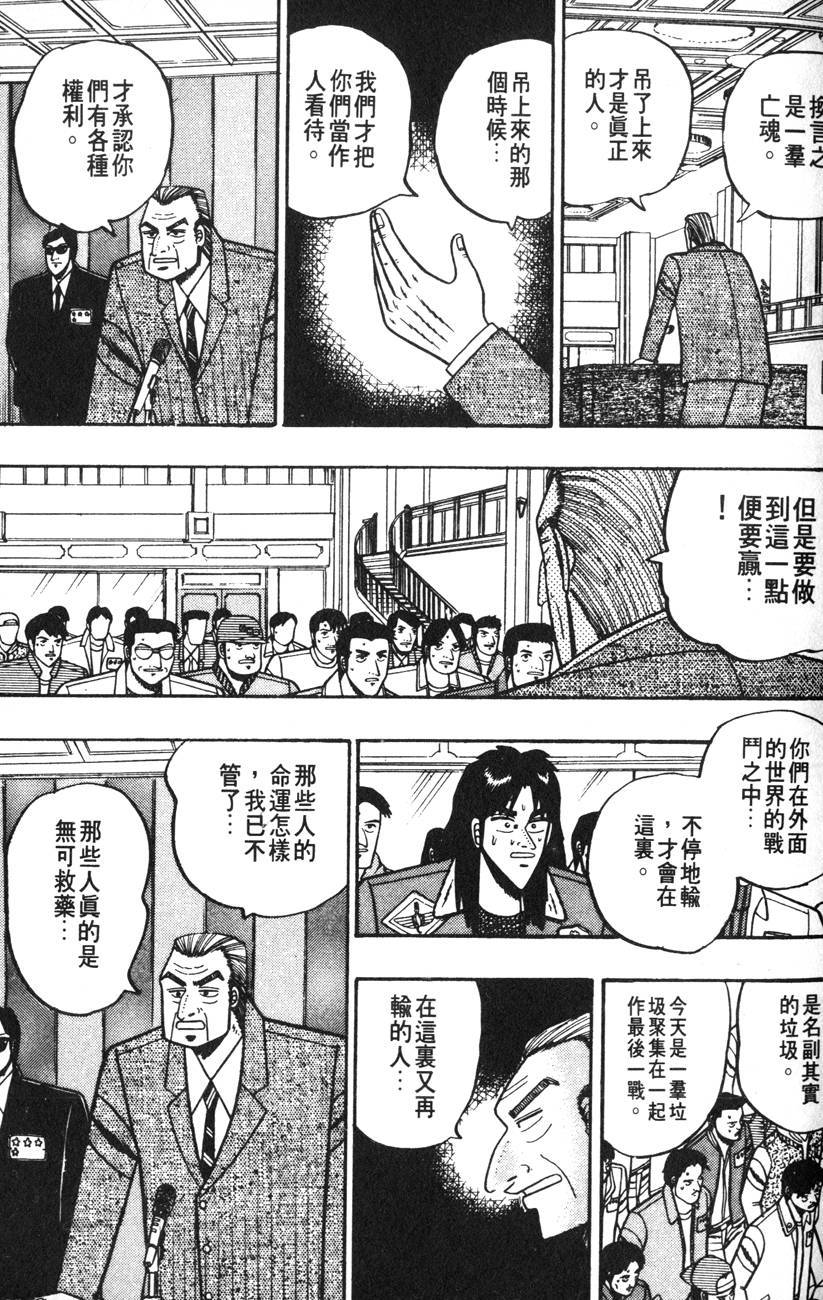 換言之
是一羣
亡魂。
吊了上來
才是眞正
的人。
吊上來的那
個時候…
我們才把
你們當作
人看待。
才承認你
們有各種
權利。
但是要做
到這一點
便要贏…
！
你們在外面
的世界的戰
鬥之中…
不停地輸
，才會在
這裏。
那些人的
命運怎樣
，我已不
管了…
那些人眞的是
無可救藥…
是名副其實
的垃圾。
今天是一羣垃
圾聚集在一起
作最後一戰。
在這裏又再
輸的人…